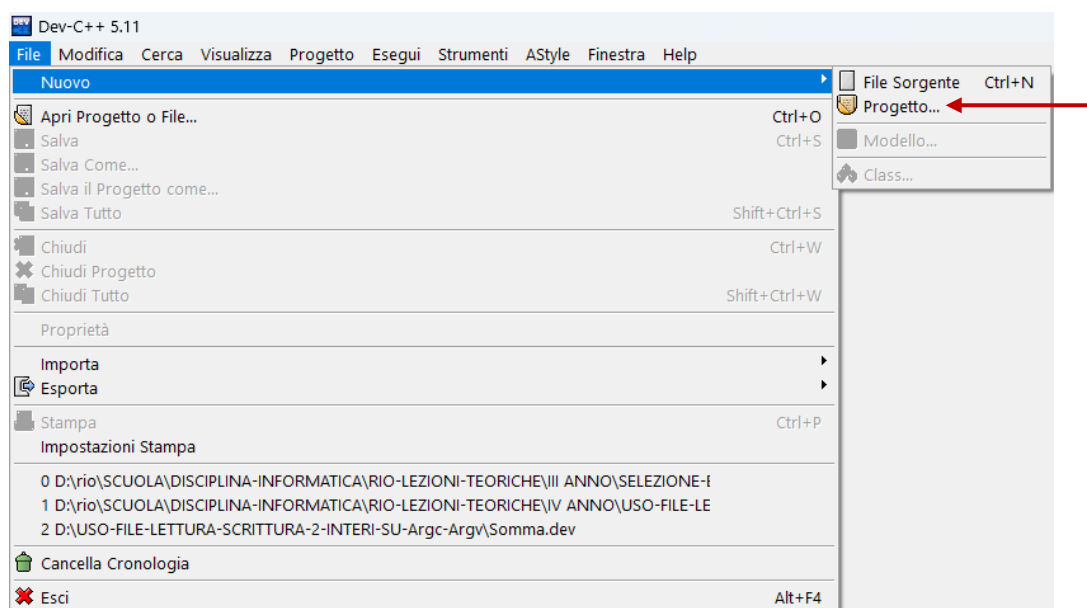 Dev-C++ 5.11
File Modifica Cerca Visualizza Progetto Esegui Strumenti AStyle Finestra Help
Nuovo
File Sorgente Ctrl+N
Progetto...
Modello...
Class...
Apri Progetto o File... Ctrl+O
Salva Ctrl+S
Salva Come...
Salva il Progetto come...
Salva Tutto Shift+Ctrl+S
Chiudi Ctrl+W
Chiudi Progetto
Chiudi Tutto Shift+Ctrl+W
Proprietà
Importa
Esporta
Stampa Ctrl+P
Impostazioni Stampa
0 D:\rio\SCUOLA\DISCIPLINA-INFORMATICA\RIO-LEZIONI-TEORICHE\III ANNO\SELEZIONE-
1 D:\rio\SCUOLA\DISCIPLINA-INFORMATICA\RIO-LEZIONI-TEORICHE\IV ANNO\USO-FILE-LE
2 D:\USO-FILE-LETTURA-SCRITTURA-2-INTERI-SU-Argc-Argv\Somma.dev
Cancella Cronologia
Esci Alt+F4